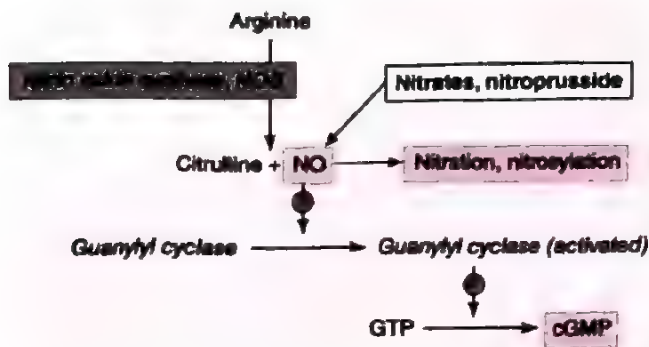 Arginine
Nitrates, nitroprusside
Citrulline + NO
Nitration, nitrosylation
Guanylyl cyclase
Guanylyl cyclase (activated)
GTP
cGMP